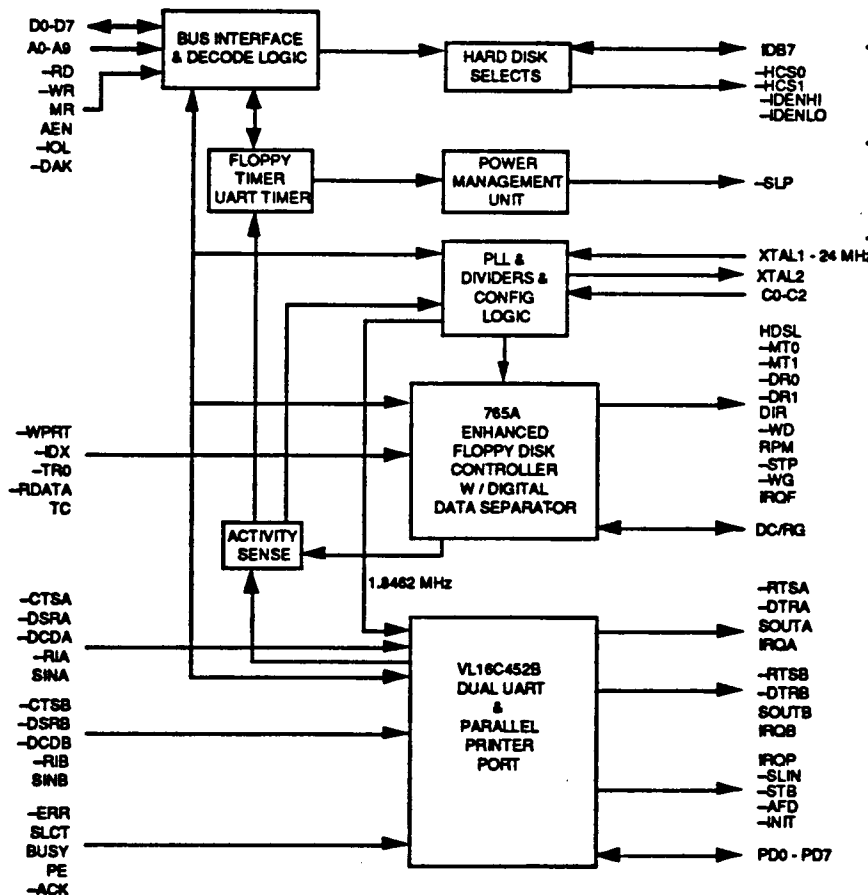 D0-D7
A0-A9
–RD
–WR
MR
AEN
–IOL
–DAK
BUS INTERFACE
& DECODE LOGIC
HARD DISK
SELECTS
IDB7
–HCS0
–HCS1
–IDENHI
–IDENLO
FLOPPY
TIMER
UART TIMER
POWER
MANAGEMENT
UNIT
–SLP
PLL &
DIVIDERS &
CONFIG
LOGIC
XTAL1 - 24 MHz
XTAL2
C0-C2
–WPRT
–IDX
–TR0
–RDATA
TC
765A
ENHANCED
FLOPPY DISK
CONTROLLER
W / DIGITAL
DATA SEPARATOR
HDSL
–MT0
–MT1
–DR0
–DR1
DIR
–WD
RPM
–STP
–WG
IRQF
DC/RG
ACTIVITY
SENSE
1.8462 MHz
–CTSA
–DSRA
–DCDA
–RIA
SINA
–CTSB
–DSRB
–DCDB
–RIB
SINB
–ERR
SLCT
BUSY
PE
–ACK
VL16C452B
DUAL UART
&
PARALLEL
PRINTER
PORT
–RTSA
–DTRA
SOUTA
IRQA
–RTSB
–DTRB
SOUTB
IRQB
IRQP
–SLIN
–STB
–AFD
–INIT
PD0 - PD7